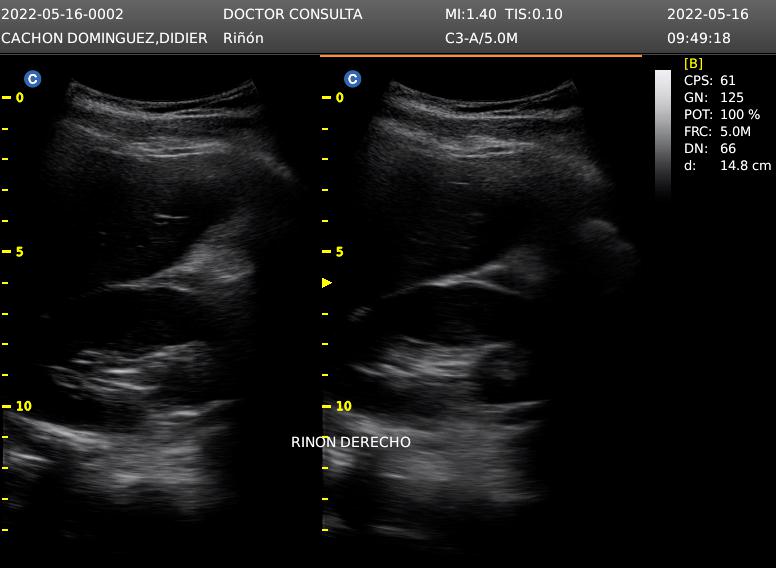 2022-05-16-0002 DOCTOR CONSULTA MI:1.40 TIS:0.10 2022-05-16
CACHON DOMINGUEZ,DIDIER Riñón C3-A/5.0M 09:49:18
C C [B]
0 0 CPS: 61
GN: 125
POT: 100 %
FRC: 5.0M
DN: 66
d: 14.8 cm
5 5
10 10
RINON DERECHO